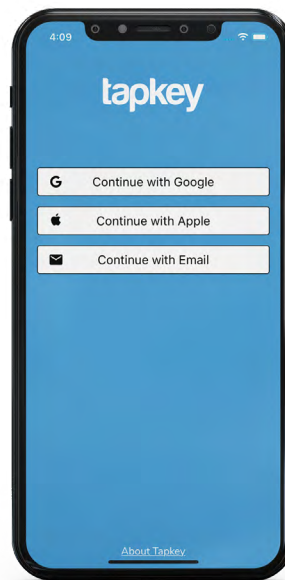 4:09
tapkey
Continue with Google
Continue with Apple
Continue with Email
About Tapkey